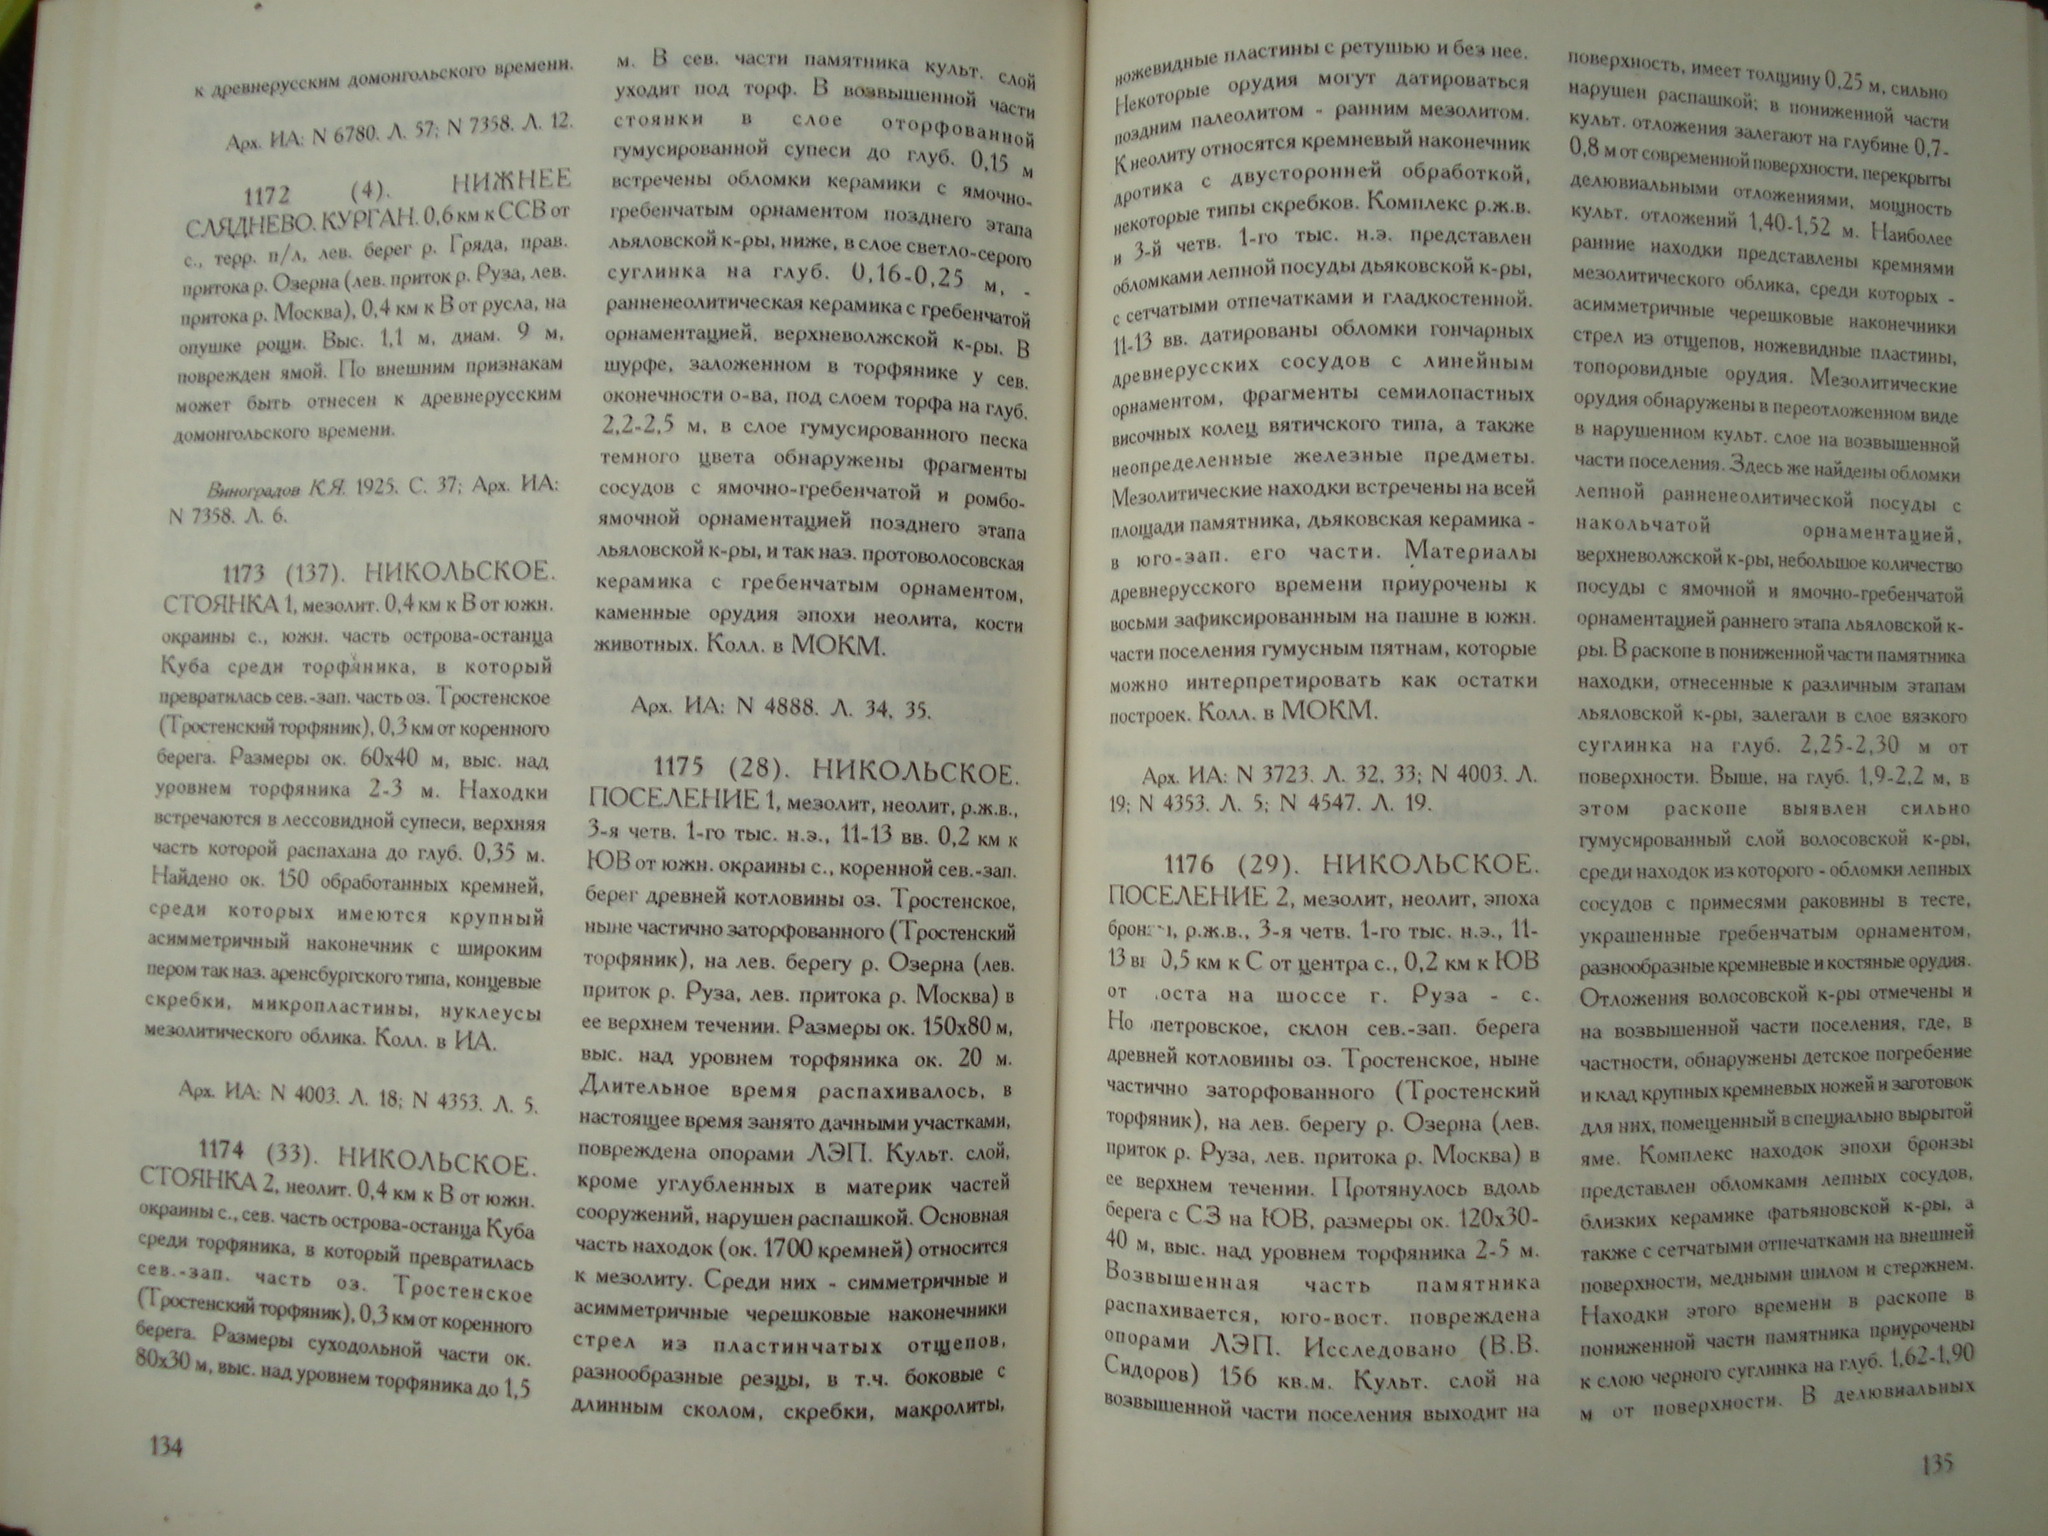 к древнерусским домонгольского времени.
Арх. ИА: N 6780. Л. 57; N 7358. Л. 12.
1172 (4). НИЖНЕЕ
СЛЯДНЕВО. КУРГАН. 0,6 км к ССВ от
с., терр. п/л, лев. берег р. Гряда, прав.
притока р. Озерна (лев. приток р. Руза, лев.
притока р. Москва), 0,4 км к В от русла, на
опушке рощи. Выс. 1,1 м, диам. 9 м,
поврежден ямой. По внешним признакам
может быть отнесен к древнерусским
домонгольского времени.
Виноградов К.Я. 1925. С. 37; Арх. ИА:
N 7358. Л. 6.
1173 (137). НИКОЛЬСКОЕ.
СТОЯНКА 1, мезолит. 0,4 км к В от южн.
окраины с., южн. часть острова-останца
Куба среди торфяника, в который
превратилась сев.-зап. часть оз. Тростенское
(Тростенский торфяник), 0,3 км от коренного
берега. Размеры ок. 60х40 м, выс. над
уровнем торфяника 2-3 м. Находки
встречаются в лессовидной супеси, верхняя
часть которой распахана до глуб. 0,35 м.
Найдено ок. 150 обработанных кремней,
среди которых имеются крупный
асимметричный наконечник с широким
пером так наз. аренсбургского типа, концевые
скребки, микропластины, нуклеусы
мезолитического облика. Колл. в ИА.
Арх. ИА: N 4003. Л. 18; N 4353. Л. 5.
1174 (33). НИКОЛЬСКОЕ.
СТОЯНКА 2, неолит. 0,4 км к В от южн.
окраины с., сев. часть острова-останца Куба
среди торфяника, в который превратилась
сев.-зап. часть оз. Тростенское
(Тростенский торфяник), 0,3 км от коренного
берега. Размеры суходольной части ок.
80х30 м, выс. над уровнем торфяника до 1,5
134
м. В сев. части памятника культ. слой
уходит под торф. В возвышенной части
стоянки в слое оторфованной
гумусированной супеси до глуб. 0,15 м
встречены обломки керамики с ямочно-
гребенчатым орнаментом позднего этапа
льяловской к-ры, ниже, в слое светло-серого
суглинка на глуб. 0,16-0,25 м, -
ранненеолитическая керамика с гребенчатой
орнаментацией, верхневолжской к-ры. В
шурфе, заложенном в торфянике у сев.
оконечности о-ва, под слоем торфа на глуб.
2,2-2,5 м, в слое гумусированного песка
темного цвета обнаружены фрагменты
сосудов с ямочно-гребенчатой и ромбо-
ямочной орнаментацией позднего этапа
льяловской к-ры, и так наз. протоволосовская
керамика с гребенчатым орнаментом,
каменные орудия эпохи неолита, кости
животных. Колл. в МОКМ.
Арх. ИА: N 4888. Л. 34, 35.
1175 (28). НИКОЛЬСКОЕ.
ПОСЕЛЕНИЕ 1, мезолит, неолит, р.ж.в.,
3-я четв. 1-го тыс. н.э., 11-13 вв. 0,2 км к
ЮВ от южн. окраины с., коренной сев.-зап.
берег древней котловины оз. Тростенское,
ныне частично заторфованного (Тростенский
торфяник), на лев. берегу р. Озерна (лев.
приток р. Руза, лев. притока р. Москва) в
ее верхнем течении. Размеры ок. 150х80 м,
выс. над уровнем торфяника ок. 20 м.
Длительное время распахивалось, в
настоящее время занято дачными участками,
повреждена опорами ЛЭП. Культ. слой,
кроме углубленных в материк частей
сооружений, нарушен распашкой. Основная
часть находок (ок. 1700 кремней) относится
к мезолиту. Среди них - симметричные и
асимметричные черешковые наконечники
стрел из пластинчатых отщепов,
разнообразные резцы, в т.ч. боковые с
длинным сколом, скребки, макролиты,
ножевидные пластины с ретушью и без нее.
Некоторые орудия могут датироваться
поздним палеолитом - ранним мезолитом.
К неолиту относятся кремневый наконечник
дротика с двусторонней обработкой,
некоторые типы скребков. Комплекс р.ж.в.
и 3-й четв. 1-го тыс. н.э. представлен
обломками лепной посуды дьяковской к-ры,
с сетчатыми отпечатками и гладкостенной.
11-13 вв. датированы обломки гончарных
древнерусских сосудов с линейным
орнаментом, фрагменты семилопастных
височных колец вятичского типа, а также
неопределенные железные предметы.
Мезолитические находки встречены на всей
площади памятника, дьяковская керамика -
в юго-зап. его части. Материалы
древнерусского времени приурочены к
восьми зафиксированным на пашне в южн.
части поселения гумусным пятнам, которые
можно интерпретировать как остатки
построек. Колл. в МОКМ.
Арх. ИА: N 3723. Л. 32, 33; N 4003. Л.
19; N 4353. Л. 5; N 4547. Л. 19.
1176 (29). НИКОЛЬСКОЕ.
ПОСЕЛЕНИЕ 2, мезолит, неолит, эпоха
р.ж.в., 3-я четв. 1-го тыс. н.э., 11-
13 0,5 км к С от центра с., 0,2 км к ЮВ
от на шоссе г. Руза - с.
склон сев.-зап. берега
древней котловины оз. Тростенское, ныне
частично заторфованного (Тростенский
торфяник), на лев. берегу р. Озерна (лев.
приток р. Руза, лев. притока р. Москва) в
ее верхнем течении. Протянулось вдоль
берега с СЗ на ЮВ, размеры ок. 120х30-
40 м, выс. над уровнем торфяника 2-5 м.
Возвышенная часть памятника
распахивается, юго-вост. повреждена
опорами ЛЭП. Исследовано (В.В.
Сидоров) 156 кв.м. Культ. слой на
возвышенной части поселения выходит на
поверхность, имеет толщину 0,25 м, сильно
нарушен распашкой; в пониженной части
культ. отложения залегают на глубине 0,7-
0,8 м от современной поверхности, перекрыты
делювиальными отложениями, мощность
культ. отложений 1,40-1,52 м. Наиболее
ранние находки представлены кремнями
мезолитического облика, среди которых -
асимметричные черешковые наконечники
стрел из отщепов, ножевидные пластины,
топоровидные орудия. Мезолитические
орудия обнаружены в переотложенном виде
в нарушенном культ. слое на возвышенной
части поселения. Здесь же найдены обломки
лепной ранненеолитической посуды с
накольчатой орнаментацией,
верхневолжской к-ры, небольшое количество
посуды с ямочной и ямочно-гребенчатой
орнаментацией раннего этапа льяловской к-
ры. В раскопе в пониженной части памятника
находки, отнесенные к различным этапам
льяловской к-ры, залегали в слое вязкого
суглинка на глуб. 2,25-2,30 м от
поверхности. Выше, на глуб. 1,9-2,2 м, в
этом раскопе выявлен сильно
гумусированный слой волосовской к-ры,
среди находок из которого - обломки лепных
сосудов с примесями раковины в тесте,
украшенные гребенчатым орнаментом,
разнообразные кремневые и костяные орудия.
Отложения волосовской к-ры отмечены и
на возвышенной части поселения, где, в
частности, обнаружены детское погребение
и клад крупных кремневых ножей и заготовок
для них, помещенный в специально вырытой
яме. Комплекс находок эпохи бронзы
представлен обломками лепных сосудов,
близких керамике фатьяновской к-ры, а
также с сетчатыми отпечатками на внешней
поверхности, медными шилом и стержнем.
Находки этого времени в раскопе в
пониженной части памятника приурочены
к слою черного суглинка на глуб. 1,62-1,90
м от поверхности. В делювиальных
135